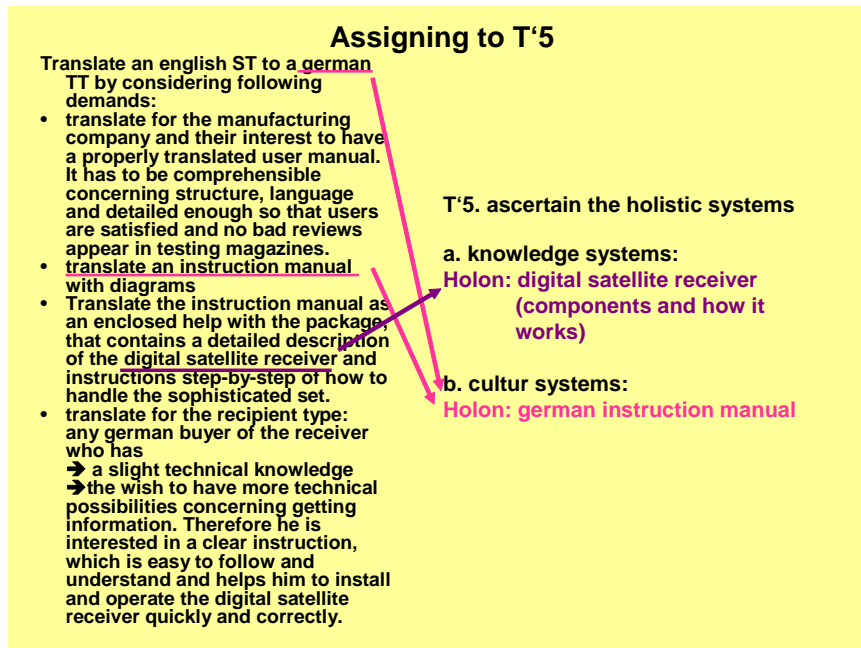 Assigning to T‘5
Translate an english ST to a german
TT by considering following
demands:
• translate for the manufacturing
company and their interest to have
a properly translated user manual.
It has to be comprehensible
concerning structure, language
and detailed enough so that users
are satisfied and no bad reviews
appear in testing magazines.
• translate an instruction manual
with diagrams
• Translate the instruction manual as
an enclosed help with the package,
that contains a detailed description
of the digital satellite receiver and
instructions step-by-step of how to
handle the sophisticated set.
• translate for the recipient type:
any german buyer of the receiver
who has
➔ a slight technical knowledge
➔the wish to have more technical
possibilities concerning getting
information. Therefore he is
interested in a clear instruction,
which is easy to follow and
understand and helps him to install
and operate the digital satellite
receiver quickly and correctly.
T‘5. ascertain the holistic systems
a. knowledge systems:
Holon: digital satellite receiver
(components and how it
works)
b. cultur systems:
Holon: german instruction manual